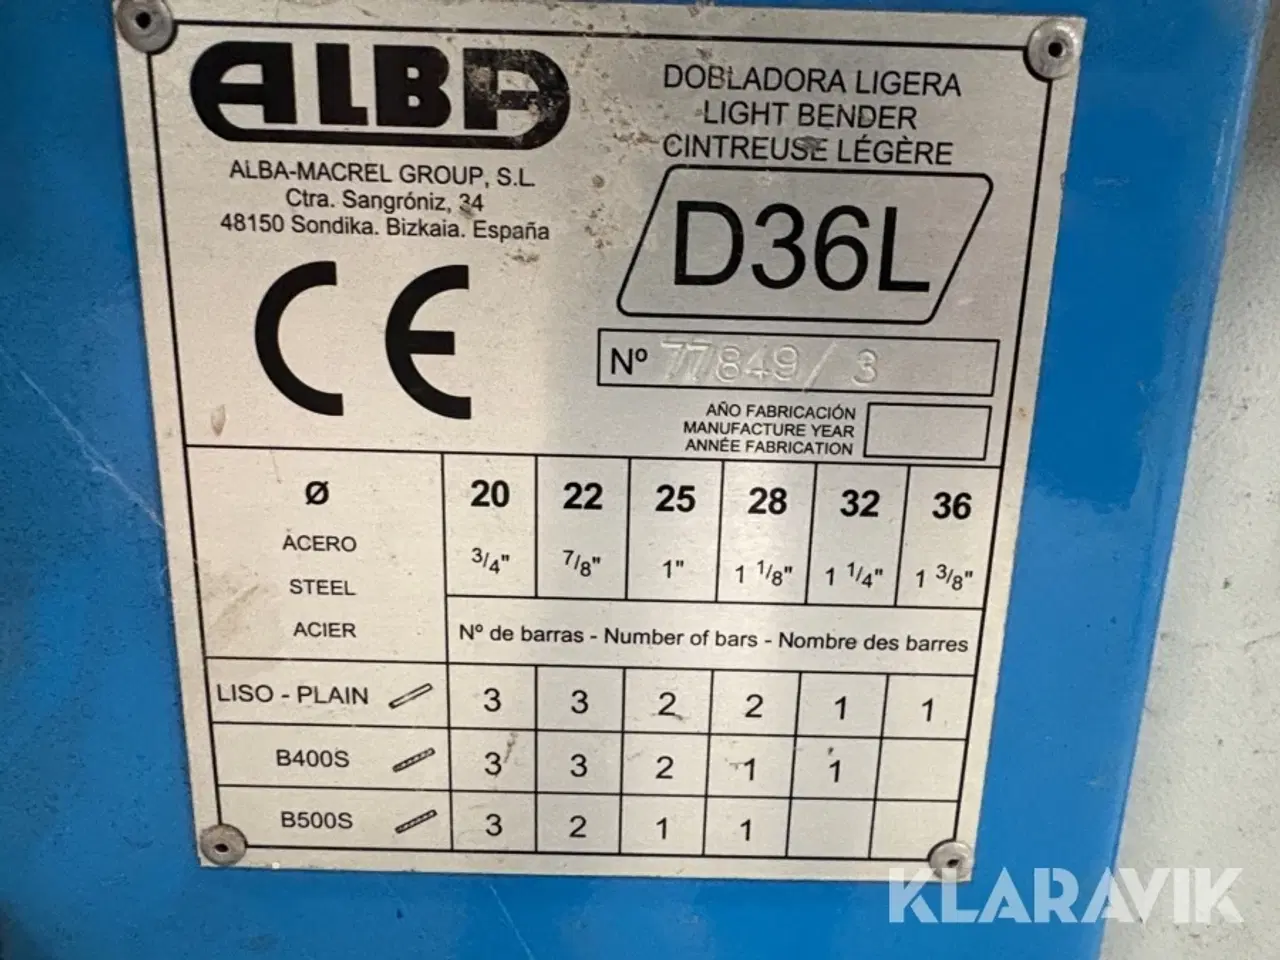 ALBA
ALBA-MACREL GROUP, S.L.
Ctra. Sangróniz, 34
48150 Sondika. Bizkaia. España
CE
DOBLADORA LIGERA
LIGHT BENDER
CINTREUSE LÉGÈRE
D36L
Nº 77849/3
AÑO FABRICACIÓN
MANUFACTURE YEAR
ANNÉE FABRICATION
Ø 20 22 25 28 32 36
ACERO 3/4" 7/8" 1" 1 1/8" 1 1/4" 1 3/8"
STEEL
ACIER Nº de barras - Number of bars - Nombre des barres
LISO - PLAIN 3 3 2 2 1 1
B400S 3 3 2 1 1
B500S 3 2 1 1
KLARAVIK